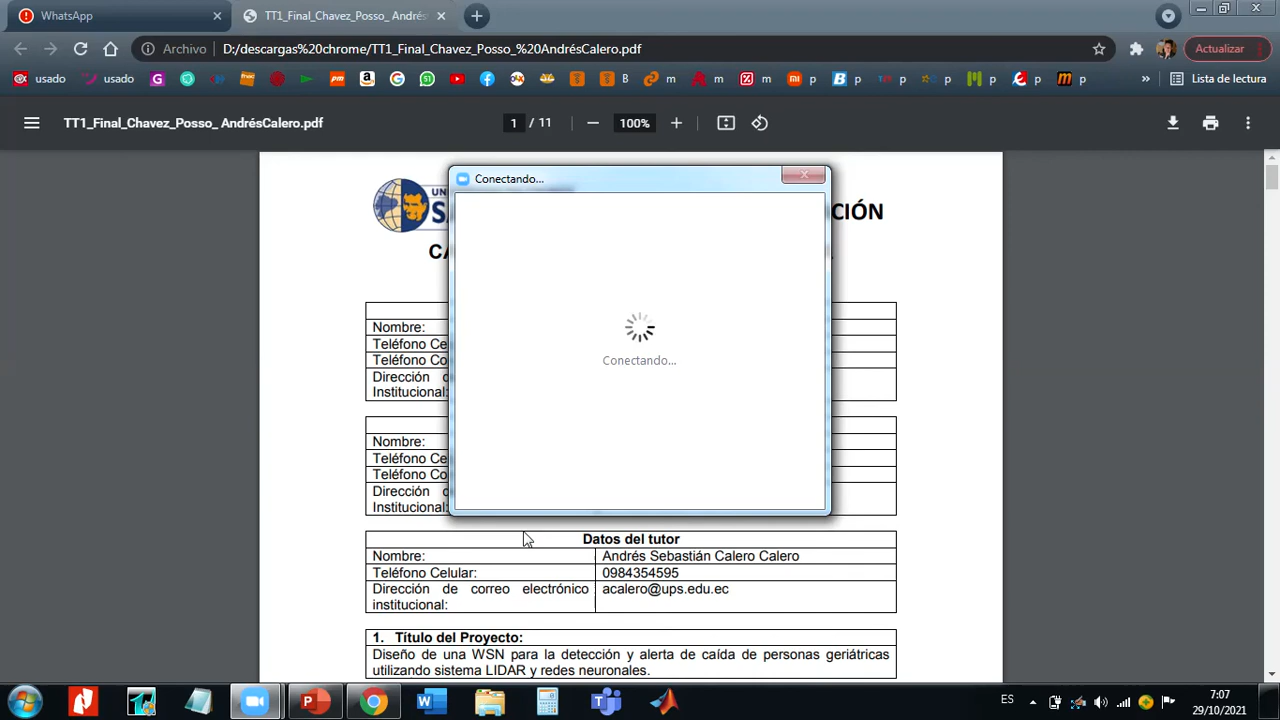 WhatsApp
TT1_Final_Chavez_Posso_ Andrés
Archivo
D:/descargas%20chrome/TT1_Final_Chavez_Posso_%20AndrésCalero.pdf
Actualizar
usado
usado
B
m
m
p
p
p
p
p
p
»
Lista de lectura
TT1_Final_Chavez_Posso_ AndrésCalero.pdf
1 / 11
100%
Conectando...
Conectando...
UN
CIÓN
CA
Nombre:
Teléfono Ce
Teléfono Co
Dirección
Institucional:
Nombre:
Teléfono Ce
Teléfono Co
Dirección
Institucional:
Datos del tutor
Nombre: Andrés Sebastián Calero Calero
Teléfono Celular: 0984354595
Dirección de correo electrónico acalero@ups.edu.ec
institucional:
1. Título del Proyecto:
Diseño de una WSN para la detección y alerta de caída de personas geriátricas
utilizando sistema LIDAR y redes neuronales.
ES
7:07
29/10/2021